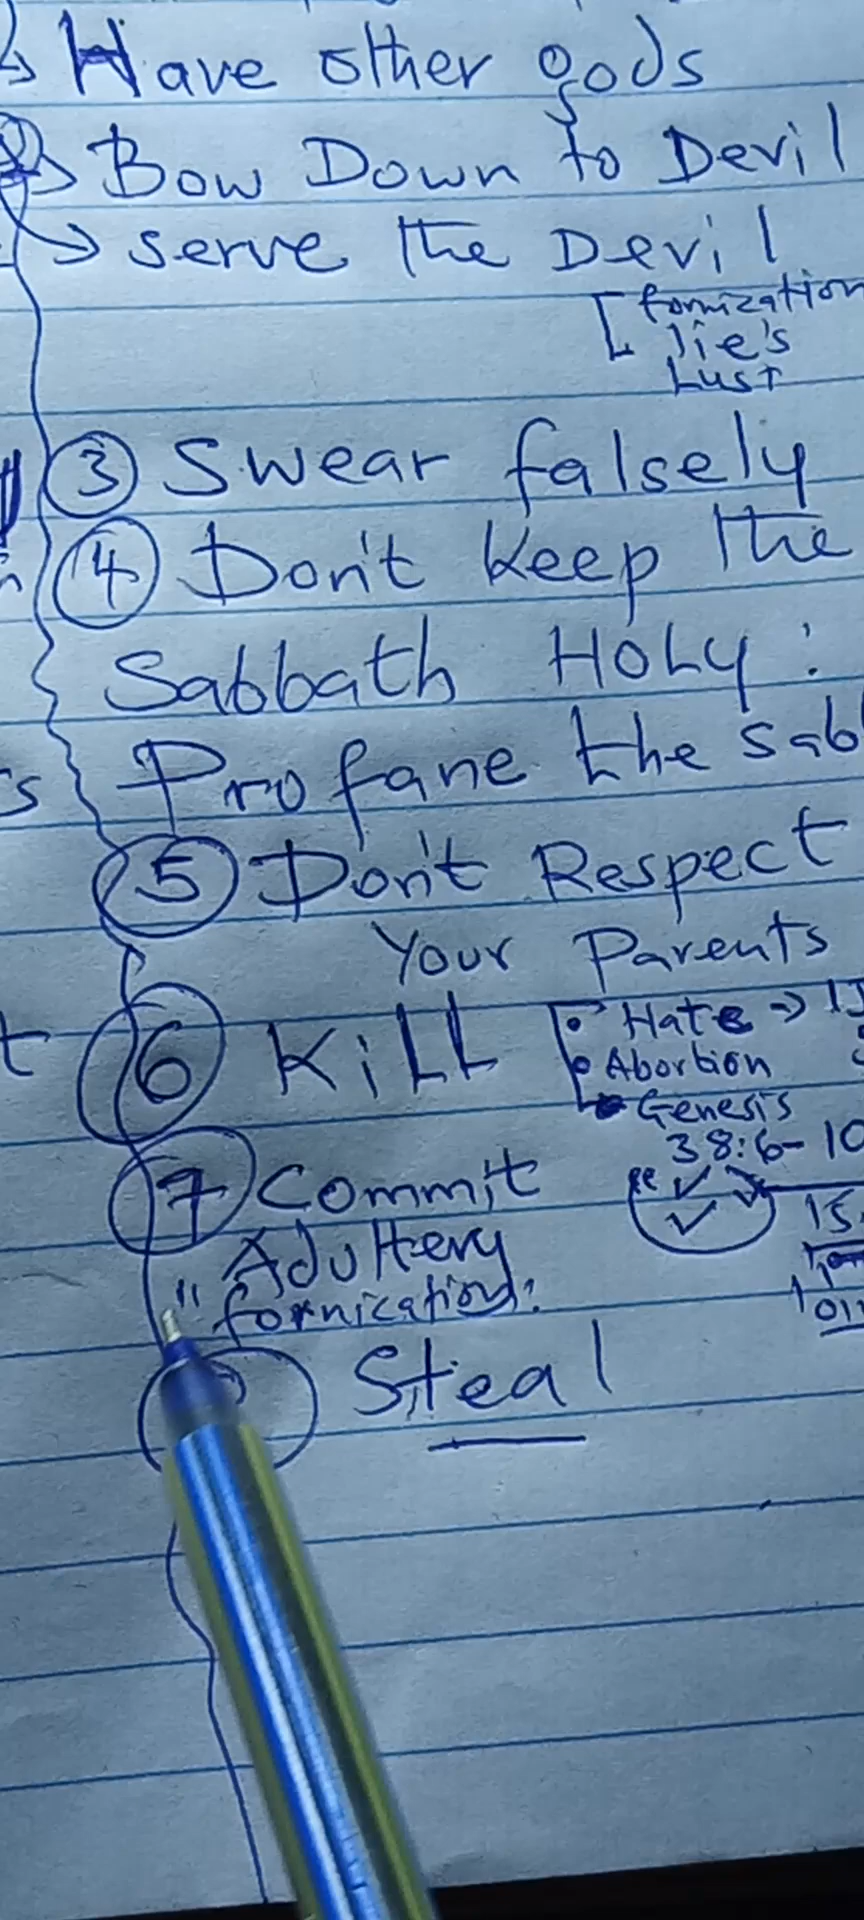 Have other gods
Bow Down to Devil
serve the Devil
fornization
lie's
Lust
③ Swear falsely
④ Don't keep the
Sabbath Holy:
Profane the Sab
⑤ Don't Respect
Your Parents
⑥ KiLL
• Hate →
• Abortion
• Genesis
38:6-10
⑦ Commit
Adultery
"fornication:
Steal